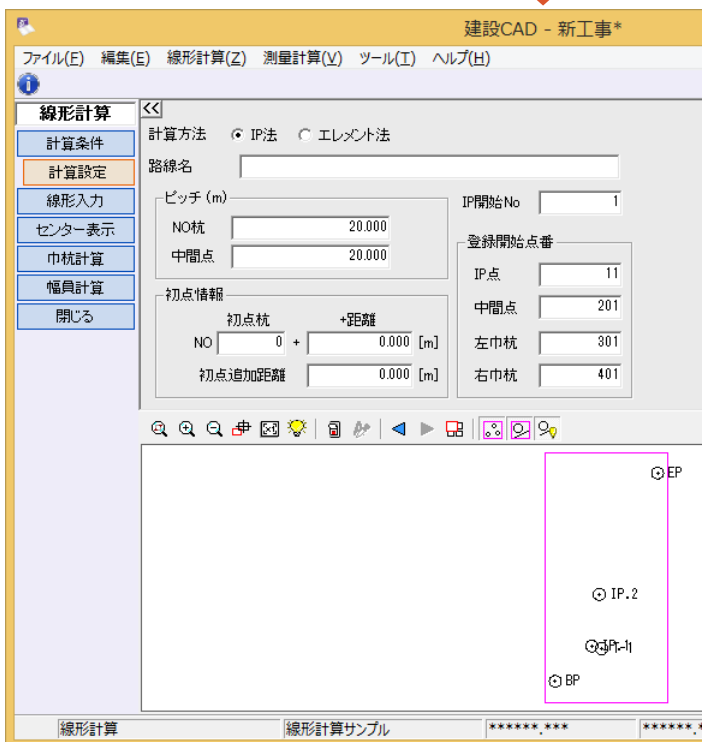 建設CAD - 新工事*
ファイル(F) 編集(E) 線形計算(Z) 測量計算(V) ツール(T) ヘルプ(H)
線形計算
計算条件
計算設定
線形入力
センター表示
巾杭計算
幅員計算
閉じる
<<
計算方法 IP法 エレメント法
路線名
ピッチ (m)
NO杭 20.000
中間点 20.000
IP開始No 1
登録開始点番
IP点 11
中間点 201
左巾杭 301
右巾杭 401
初点情報
初点杭 +距離
NO 0 + 0.000 [m]
初点追加距離 0.000 [m]
EP
IP.2
BP
線形計算 線形計算サンプル ******.*** ******.*